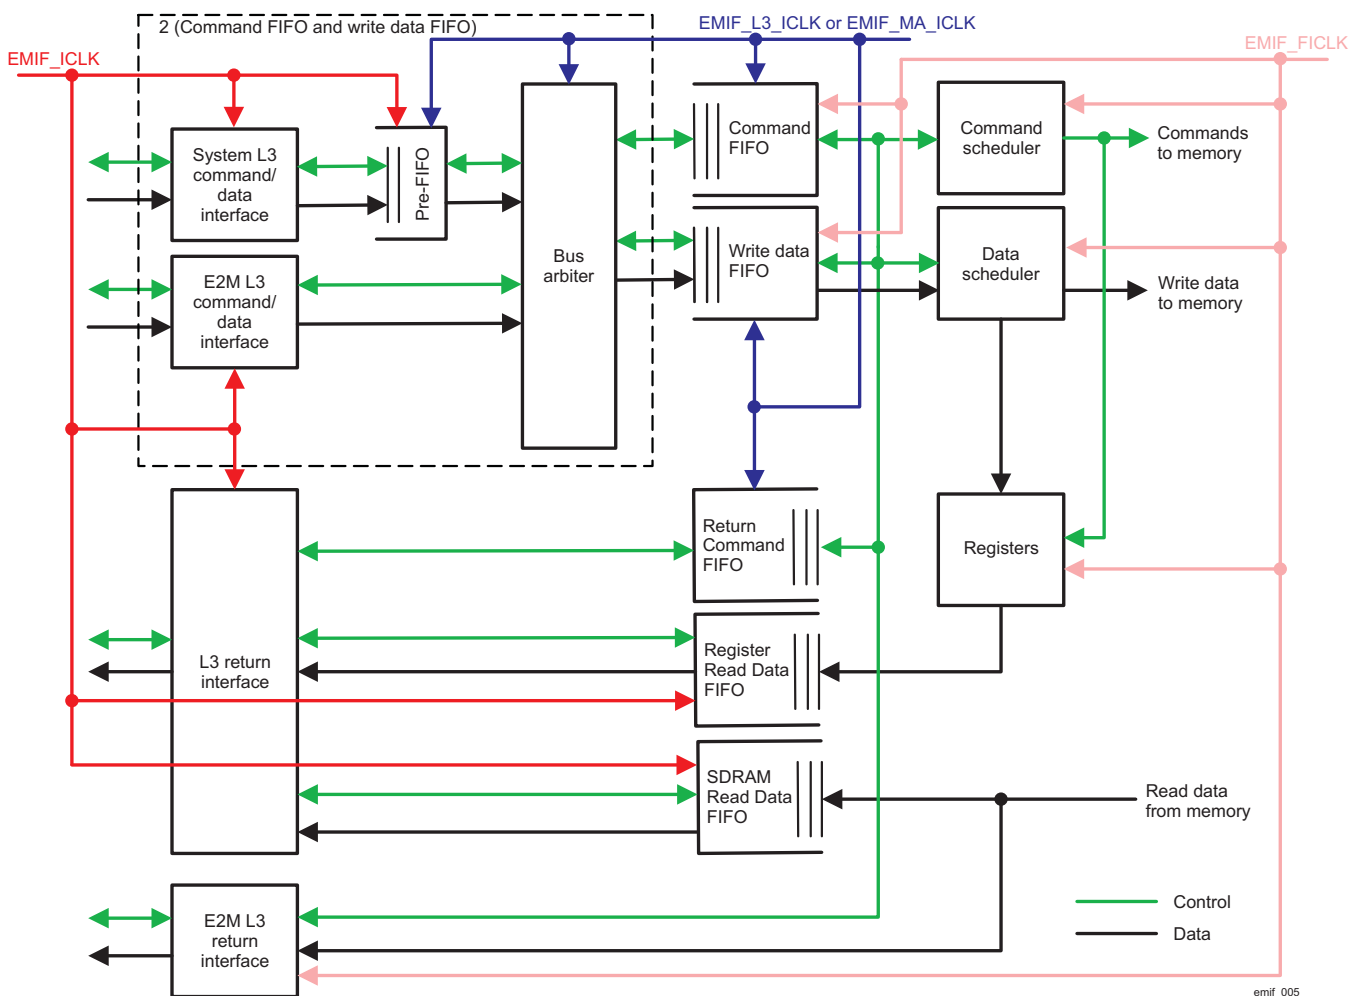 2 (Command FIFO and write data FIFO)
EMIF_L3_ICLK or EMIF_MA_ICLK
EMIF_ICLK
EMIF_FICLK
System L3
command/
data
interface
Pre-FIFO
Bus
arbiter
Command
FIFO
Command
scheduler
Commands
to memory
E2M L3
command/
data
interface
Write data
FIFO
Data
scheduler
Write data
to memory
Return
Command
FIFO
Registers
L3 return
interface
Register
Read Data
FIFO
SDRAM
Read Data
FIFO
Read data
from memory
E2M L3
return
interface
Control
Data
emif_005